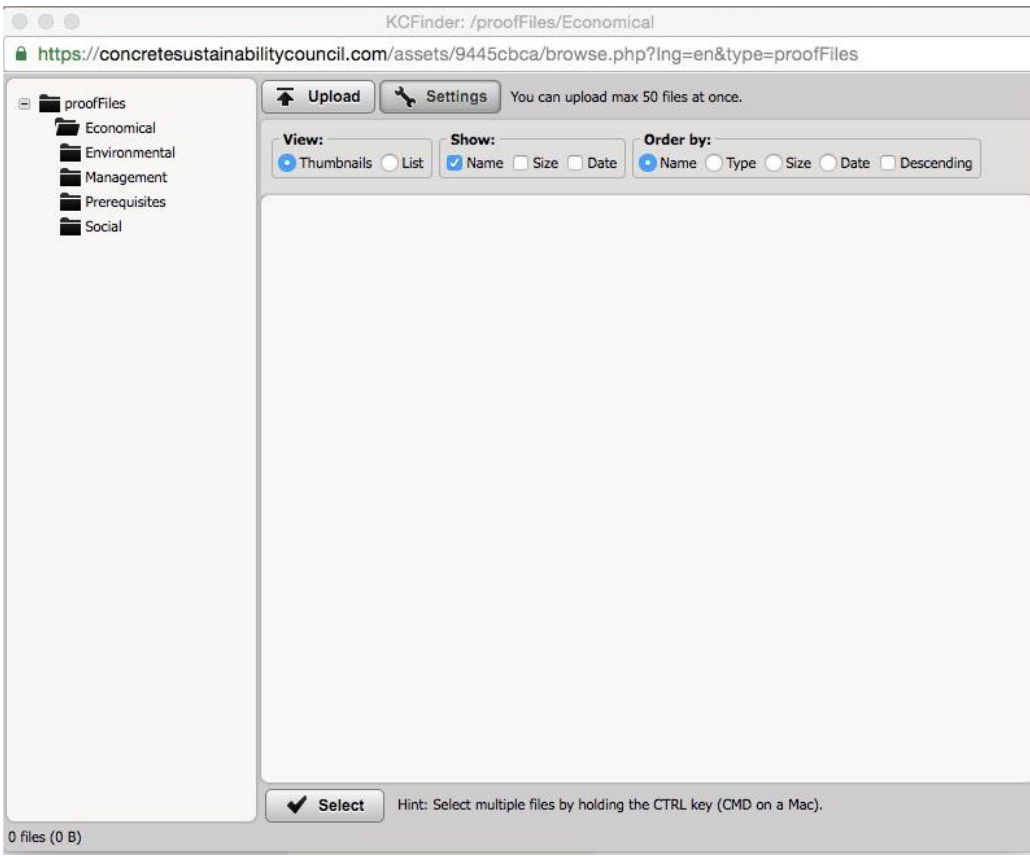 KCFinder: /proofFiles/Economical
https://concretesustainabilitycouncil.com/assets/9445cbca/browse.php?lng=en&type=proofFiles
proofFiles
Economical
Environmental
Management
Prerequisites
Social
Upload Settings You can upload max 50 files at once.
View: Show: Order by:
Thumbnails List Name Size Date Name Type Size Date Descending
Select Hint: Select multiple files by holding the CTRL key (CMD on a Mac).
0 files (0 B)